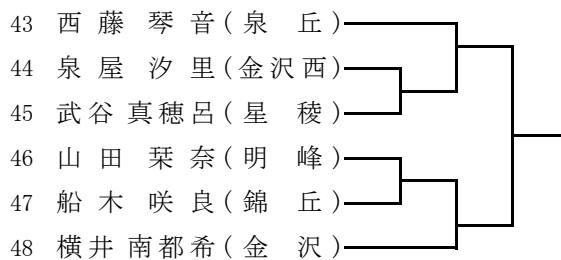 43 西 藤 琴 音 ( 泉 丘 )
44 泉 屋 汐 里 ( 金 沢 西 )
45 武 谷 真 穂 呂 ( 星 稜 )
46 山 田 栞 奈 ( 明 峰 )
47 船 木 咲 良 ( 錦 丘 )
48 横 井 南 都 希 ( 金 沢 )